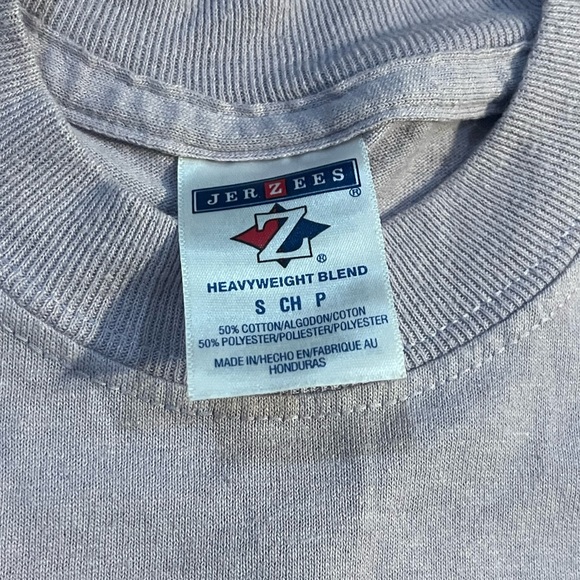 JERZEES®
Z®
HEAVYWEIGHT BLEND
S CH P
50% COTTON/ALGODON/COTON
50% POLYESTER/POLIESTER/POLYESTER
MADE IN/HECHO EN/FABRIQUE AU
HONDURAS